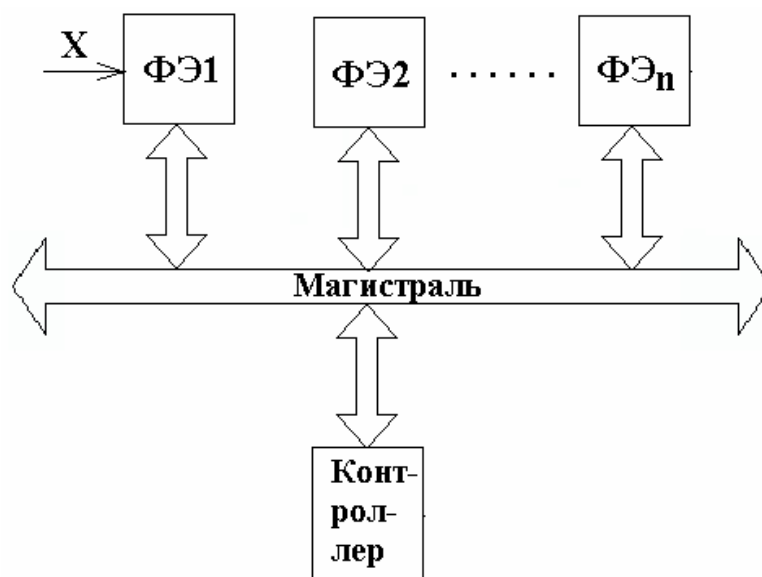 X
ФЭ1
ФЭ2
......
ФЭn
Магистраль
Конт-
рол-
лер